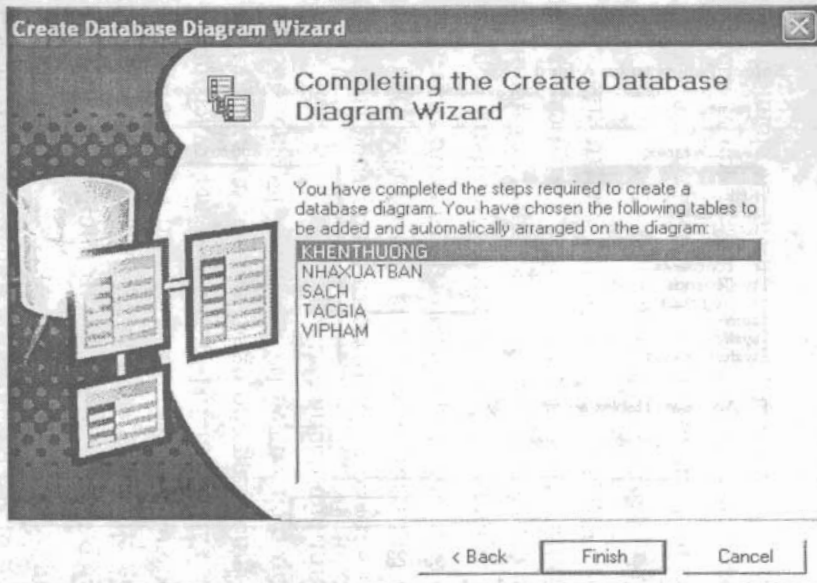 Create Database Diagram Wizard
Completing the Create Database
Diagram Wizard
You have completed the steps required to create a
database diagram. You have chosen the following tables to
be added and automatically arranged on the diagram:
KHENTHUONG
NHAXUATBAN
SACH
TACGIA
VIPHAM
< Back
Finish
Cancel